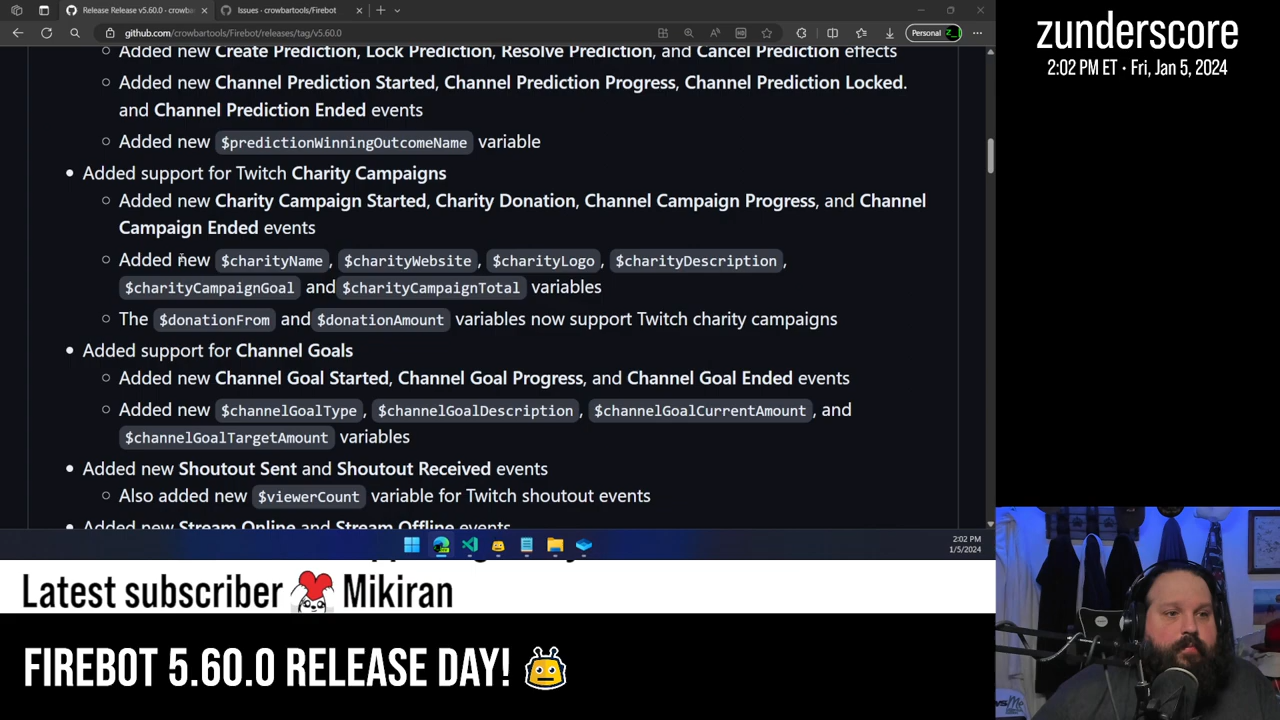 Release Release v5.60.0 · crowba
Issues · crowbartools/Firebot
github.com/crowbartools/Firebot/releases/tag/v5.60.0
Personal
zunderscore
2:02 PM ET • Fri, Jan 5, 2024
Added new Create Prediction, Lock Prediction, Resolve Prediction, and Cancel Prediction effects
Added new Channel Prediction Started, Channel Prediction Progress, Channel Prediction Locked.
and Channel Prediction Ended events
Added new $predictionWinningOutcomeName variable
Added support for Twitch Charity Campaigns
Added new Charity Campaign Started, Charity Donation, Channel Campaign Progress, and Channel
Campaign Ended events
Added new $charityName, $charityWebsite, $charityLogo, $charityDescription,
$charityCampaignGoal and $charityCampaignTotal variables
The $donationFrom and $donationAmount variables now support Twitch charity campaigns
Added support for Channel Goals
Added new Channel Goal Started, Channel Goal Progress, and Channel Goal Ended events
Added new $channelGoalType, $channelGoalDescription, $channelGoalCurrentAmount, and
$channelGoalTargetAmount variables
Added new Shoutout Sent and Shoutout Received events
Also added new $viewerCount variable for Twitch shoutout events
Added new Stream Online and Stream Offline events
2:02 PM
1/5/2024
Latest subscriber Mikiran
FIREBOT 5.60.0 RELEASE DAY!